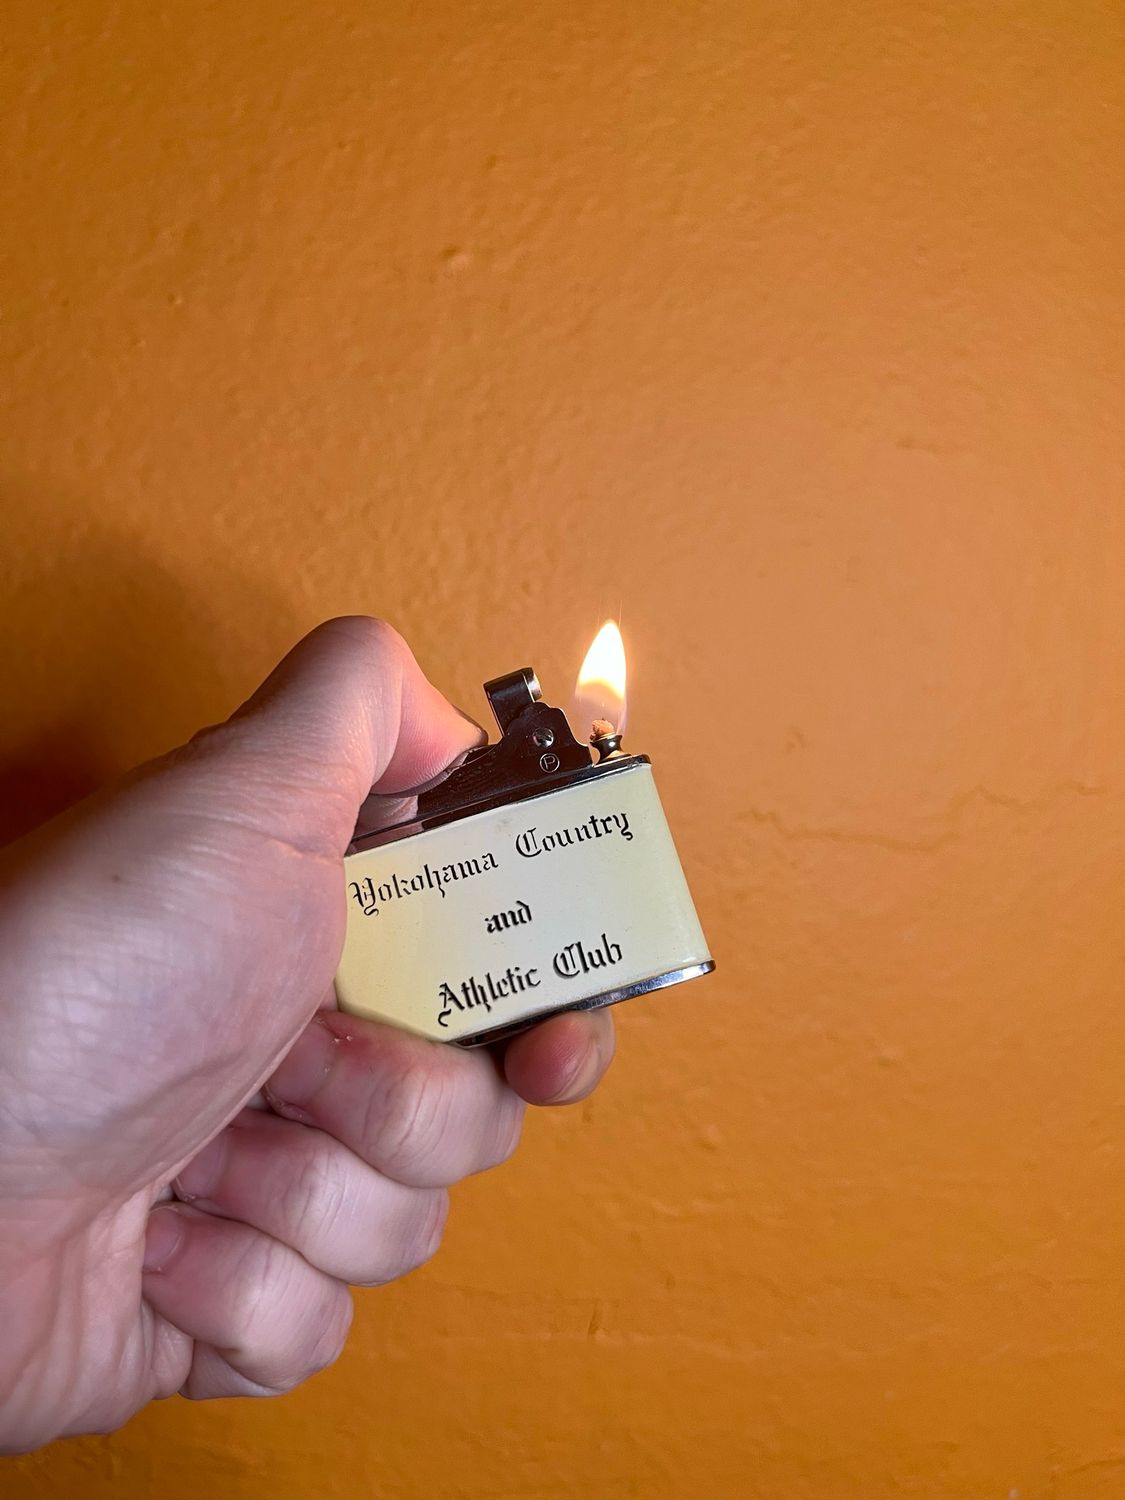 P
Yokohama Country
and
Athletic Club